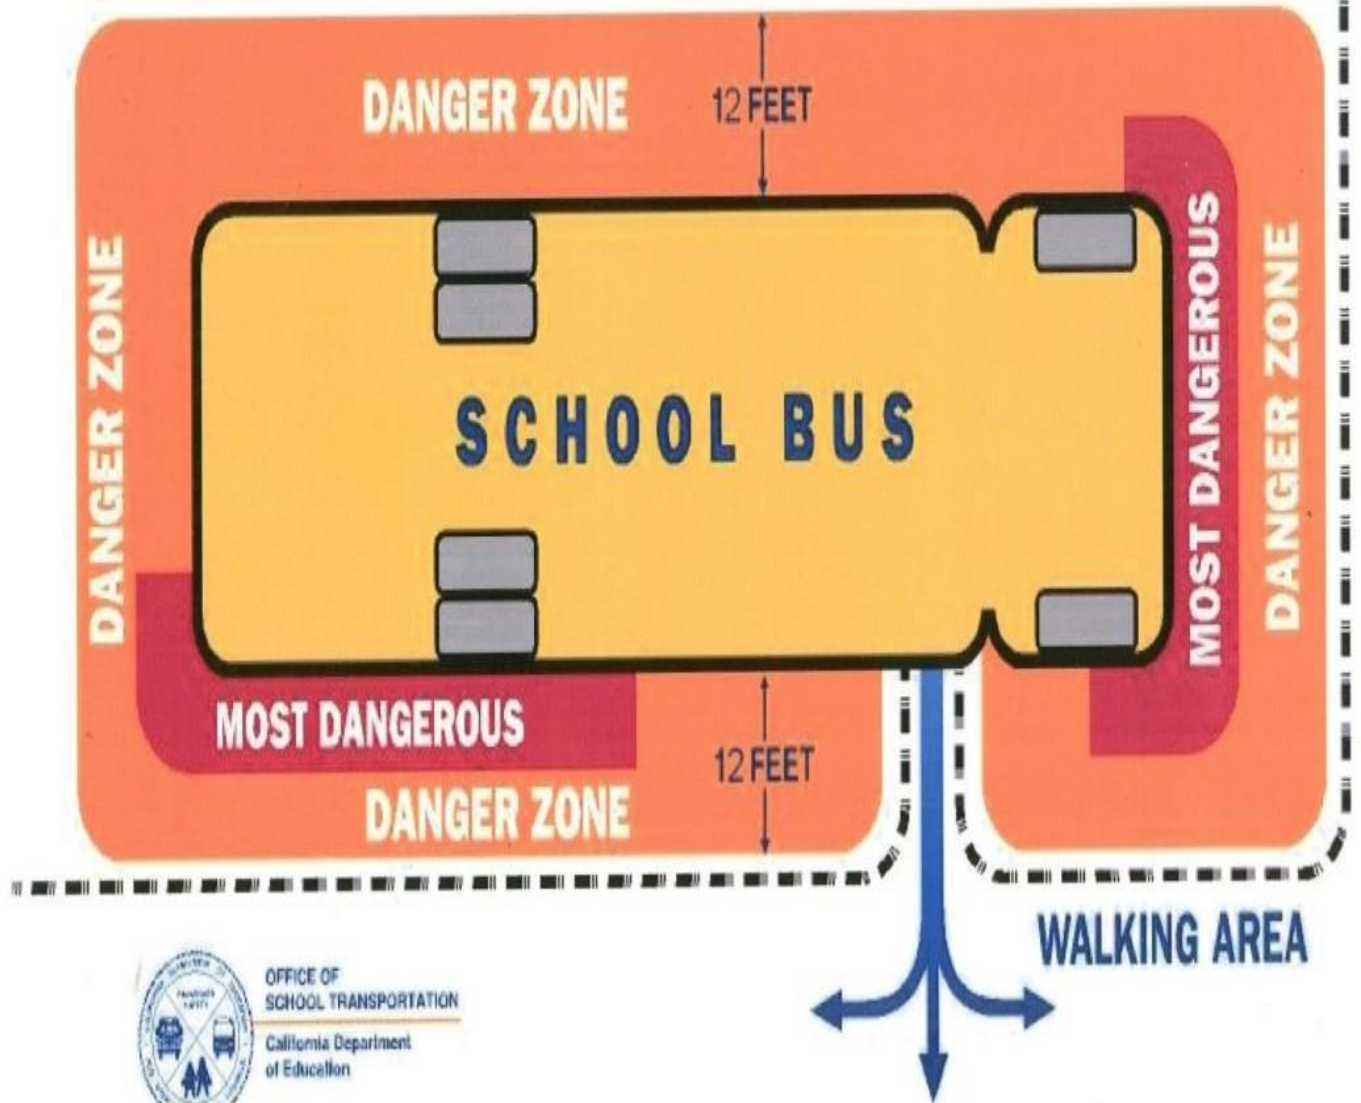 DANGER ZONE
12 FEET
DANGER ZONE
MOST DANGEROUS
DANGER ZONE
SCHOOL BUS
MOST DANGEROUS
12 FEET
DANGER ZONE
WALKING AREA
OFFICE OF
SCHOOL TRANSPORTATION
California Department
of Education